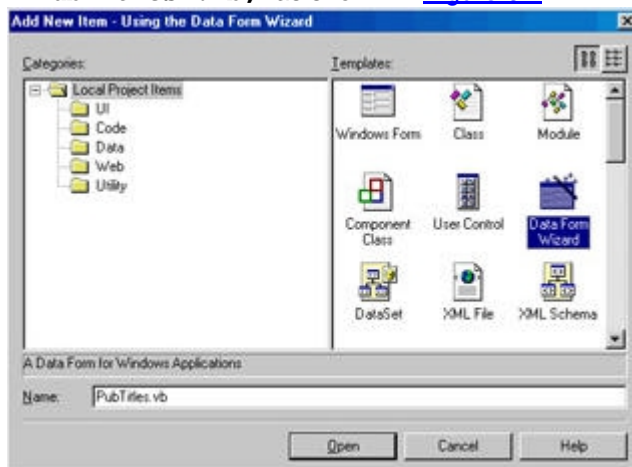 Add New Item - Using the Data Form Wizard
Categories:
Templates:
Local Project Items
UI
Code
Data
Web
Utility
Windows Form
Class
Module
Component Class
User Control
Data Form Wizard
DataSet
XML File
XML Schema
A Data Form for Windows Applications
Name:
PubTitles.vb
Open
Cancel
Help